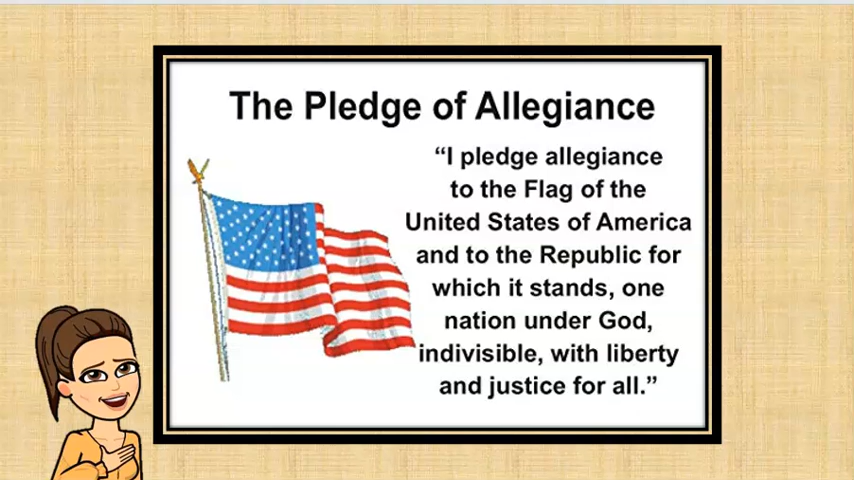 The Pledge of Allegiance
“I pledge allegiance
to the Flag of the
United States of America
and to the Republic for
which it stands, one
nation under God,
indivisible, with liberty
and justice for all.”